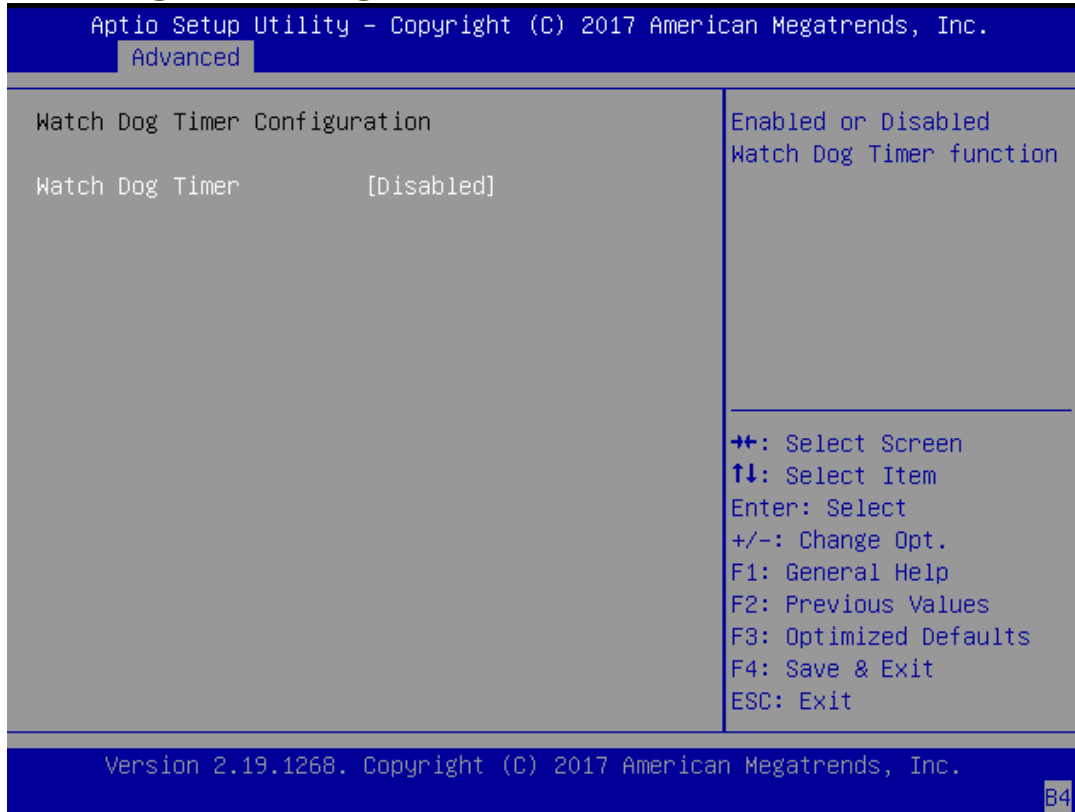 Aptio Setup Utility – Copyright (C) 2017 American Megatrends, Inc.
Advanced
Watch Dog Timer Configuration
Watch Dog Timer [Disabled]
Enabled or Disabled
Watch Dog Timer function
→←: Select Screen
↑↓: Select Item
Enter: Select
+/-: Change Opt.
F1: General Help
F2: Previous Values
F3: Optimized Defaults
F4: Save & Exit
ESC: Exit
Version 2.19.1268. Copyright (C) 2017 American Megatrends, Inc.
B4